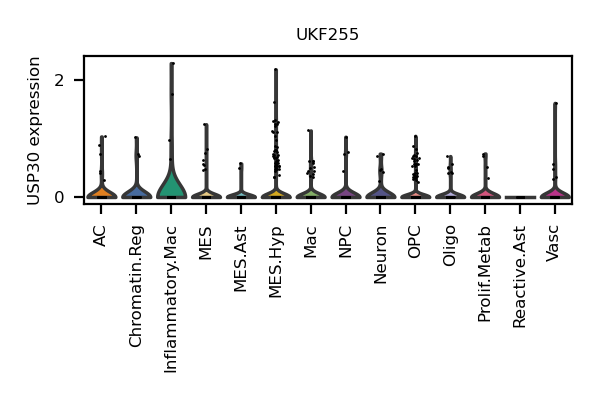 UKF255
USP30 expression
2
0
AC
Chromatin.Reg
Inflammatory.Mac
MES
MES.Ast
MES.Hyp
Mac
NPC
Neuron
OPC
Oligo
Prolif.Metab
Reactive.Ast
Vasc